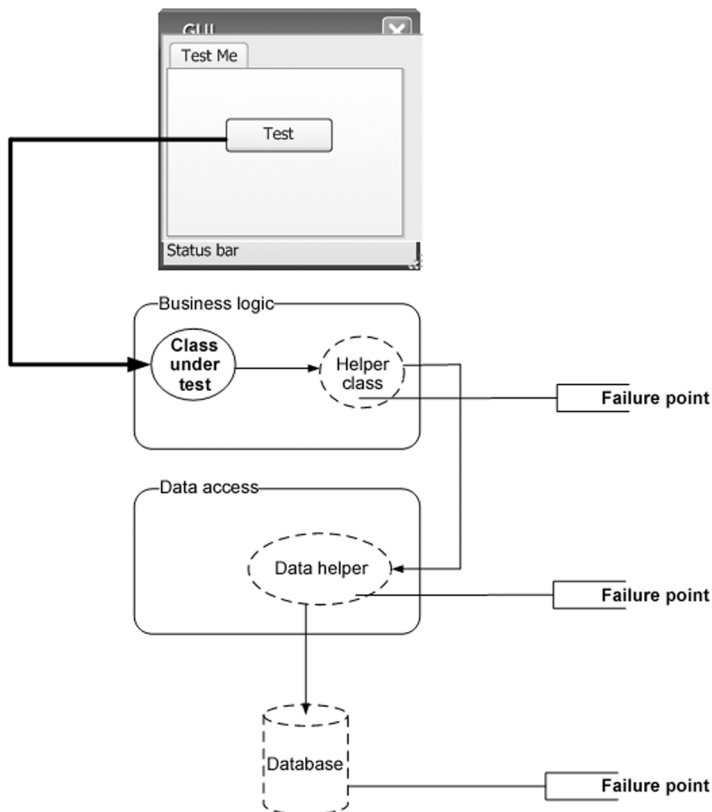 GUI
Test Me
Test
Status bar
Business logic
Class
under
test
Helper
class
Failure point
Data access
Data helper
Failure point
Database
Failure point